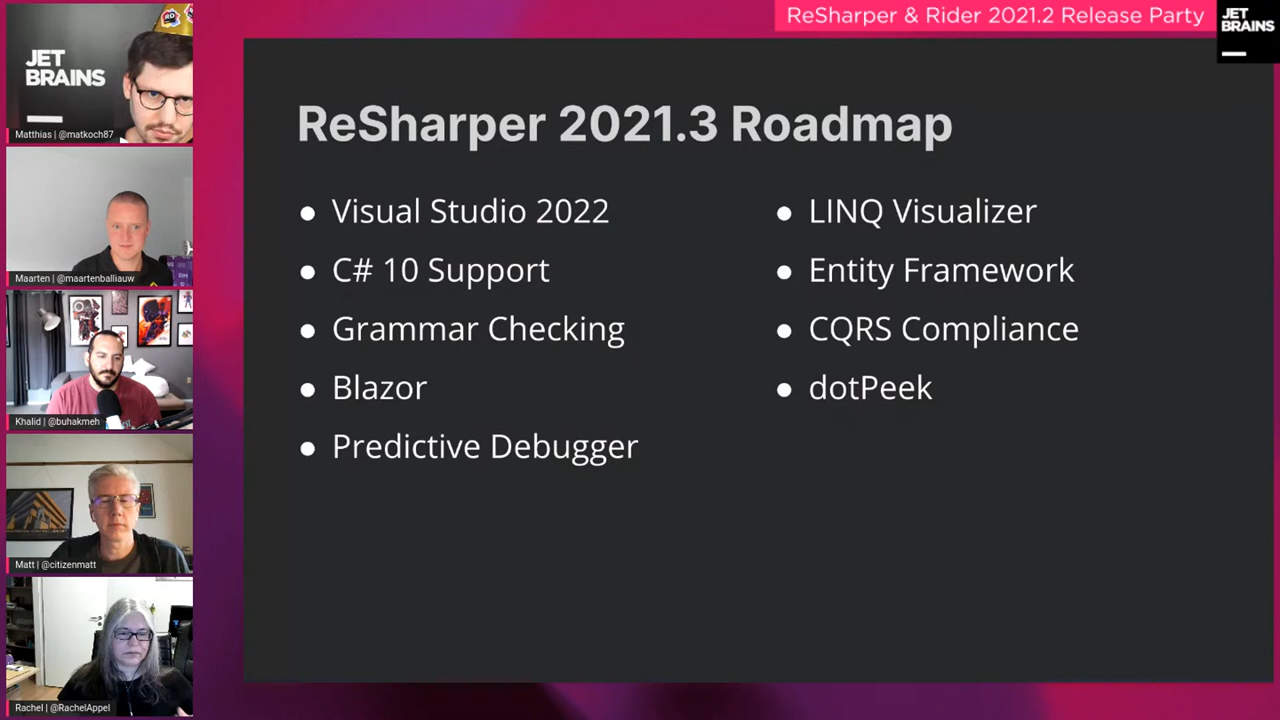 ReSharper & Rider 2021.2 Release Party
JET
BRAINS
JET
BRAINS
Matthias | @matkoch87
Maarten | @maartenballiauw
Khalid | @buhakmeh
Matt | @citizenmatt
Rachel | @RachelAppel
ReSharper 2021.3 Roadmap
● Visual Studio 2022
● C# 10 Support
● Grammar Checking
● Blazor
● Predictive Debugger
● LINQ Visualizer
● Entity Framework
● CQRS Compliance
● dotPeek